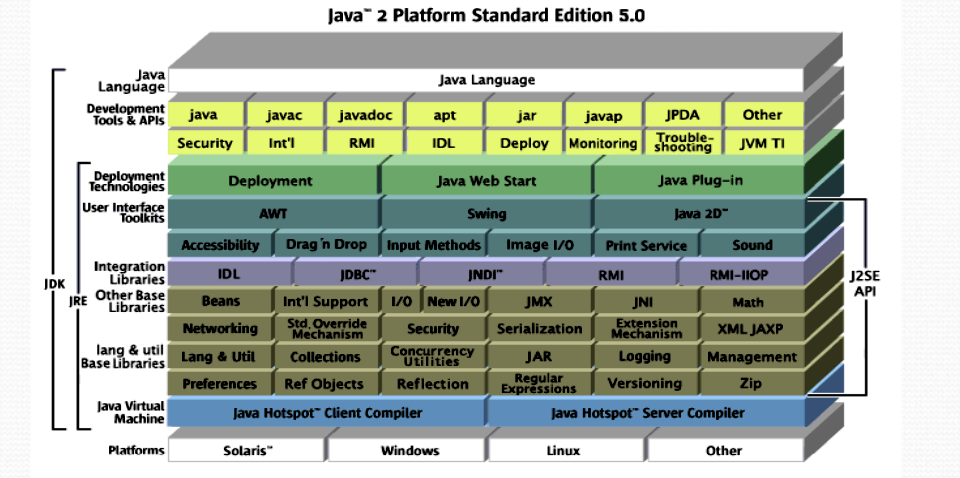 Java™ 2 Platform Standard Edition 5.0
Java
Language
Java Language
Development
Tools & APIs
java javac javadoc apt jar javap JPDA Other
Security Int'l RMI IDL Deploy Monitoring Trouble-
shooting JVM TI
Deployment
Technologies
Deployment Java Web Start Java Plug-in
User Interface
Toolkits
AWT Swing Java 2D™
Accessibility Drag 'n Drop Input Methods Image I/O Print Service Sound
Integration
Libraries
IDL JDBC™ JNDI™ RMI RMI-IIOP
Other Base
Libraries
Beans Int'l Support I/O New I/O JMX JNI Math
Networking Std. Override
Mechanism Security Serialization Extension
Mechanism XML JAXP
lang & util
Base Libraries
Lang & Util Collections Concurrency
Utilities JAR Logging Management
Preferences Ref Objects Reflection Regular
Expressions Versioning Zip
Java Virtual
Machine
Java Hotspot™ Client Compiler Java Hotspot™ Server Compiler
Platforms
Solaris™ Windows Linux Other
JDK
JRE
J2SE
API